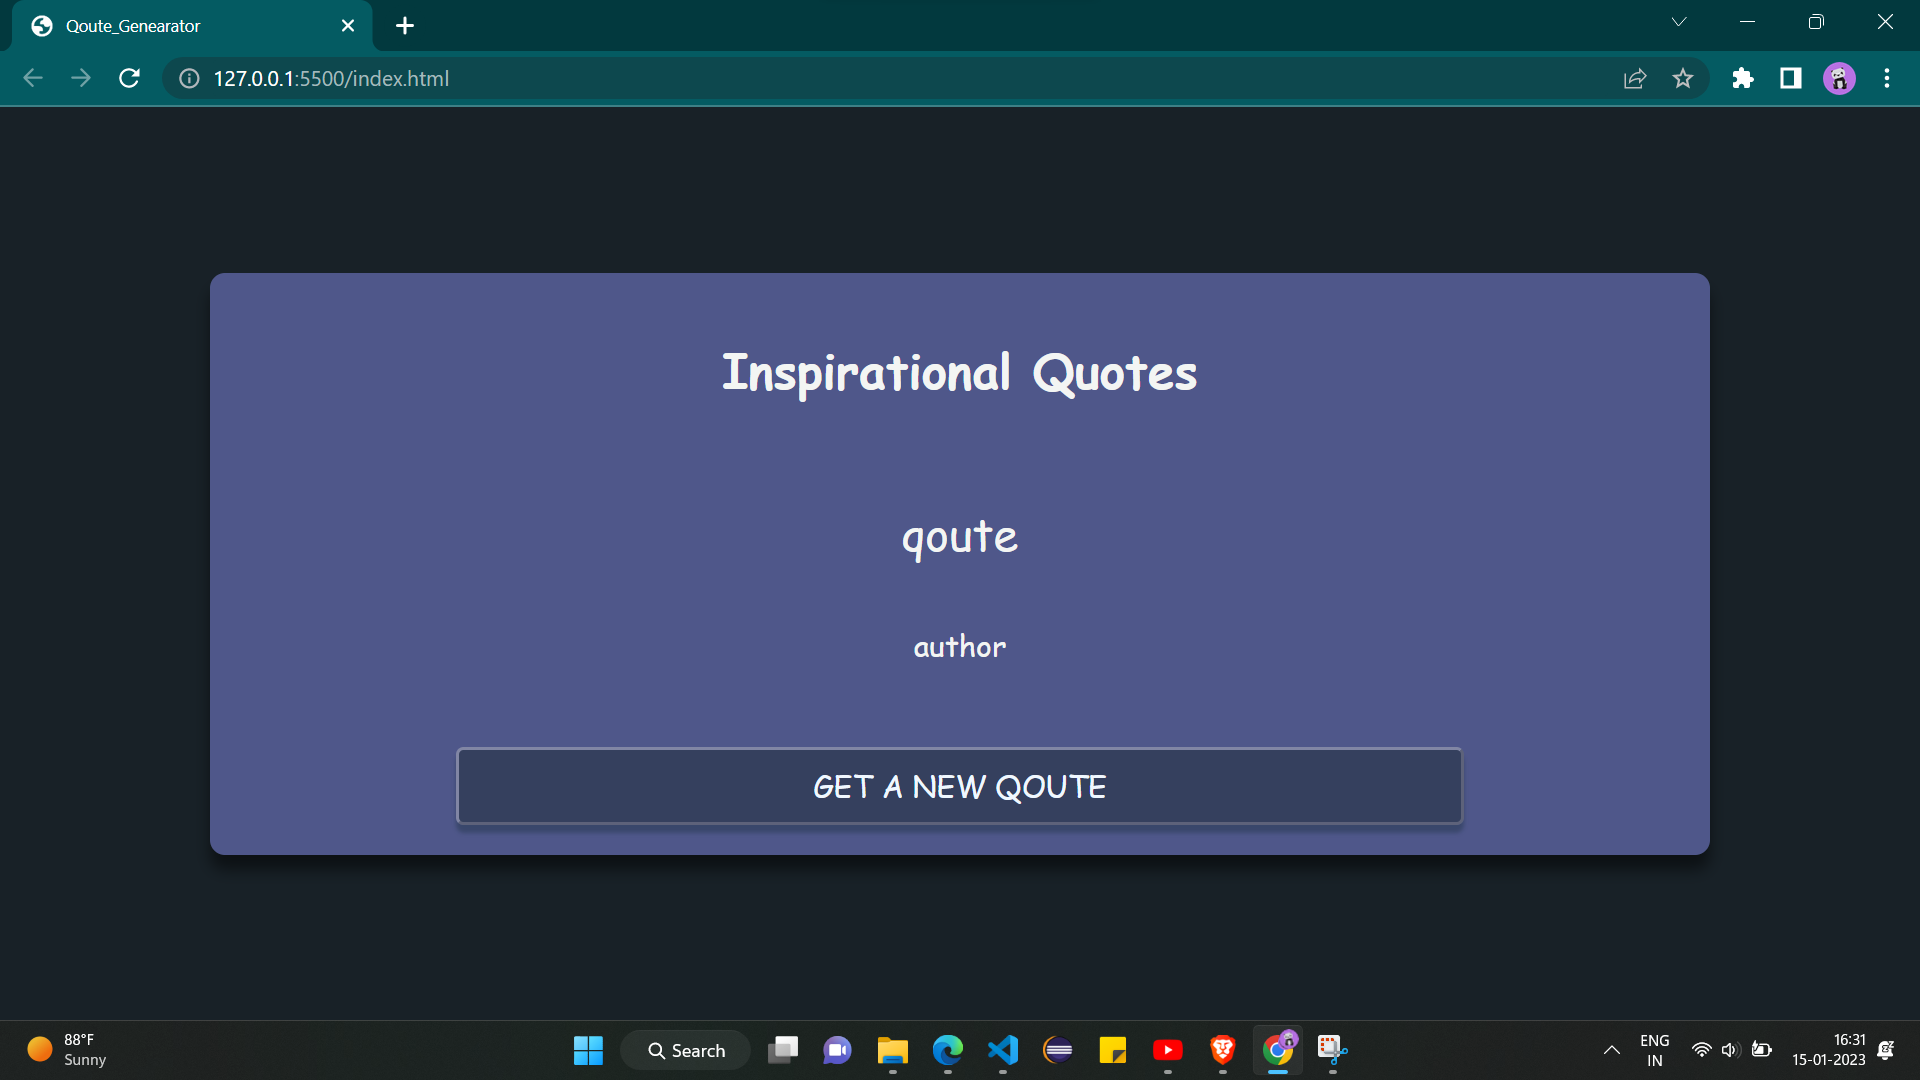 Qoute_Genearator
127.0.0.1:5500/index.html
Inspirational Quotes
qoute
author
GET A NEW QOUTE
88°F
Sunny
Search
ENG
IN
16:31
15-01-2023